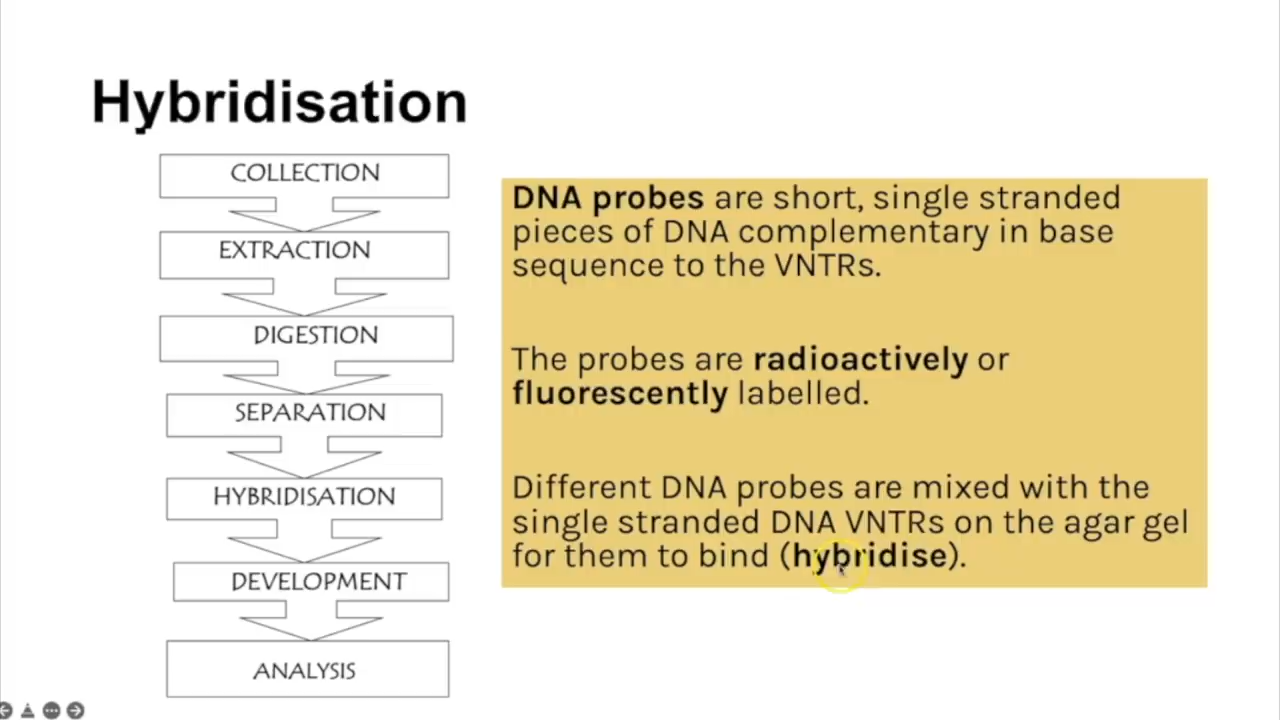 Hybridisation
COLLECTION
EXTRACTION
DIGESTION
SEPARATION
HYBRIDISATION
DEVELOPMENT
ANALYSIS
DNA probes are short, single stranded
pieces of DNA complementary in base
sequence to the VNTRs.
The probes are radioactively or
fluorescently labelled.
Different DNA probes are mixed with the
single stranded DNA VNTRs on the agar gel
for them to bind (hybridise).